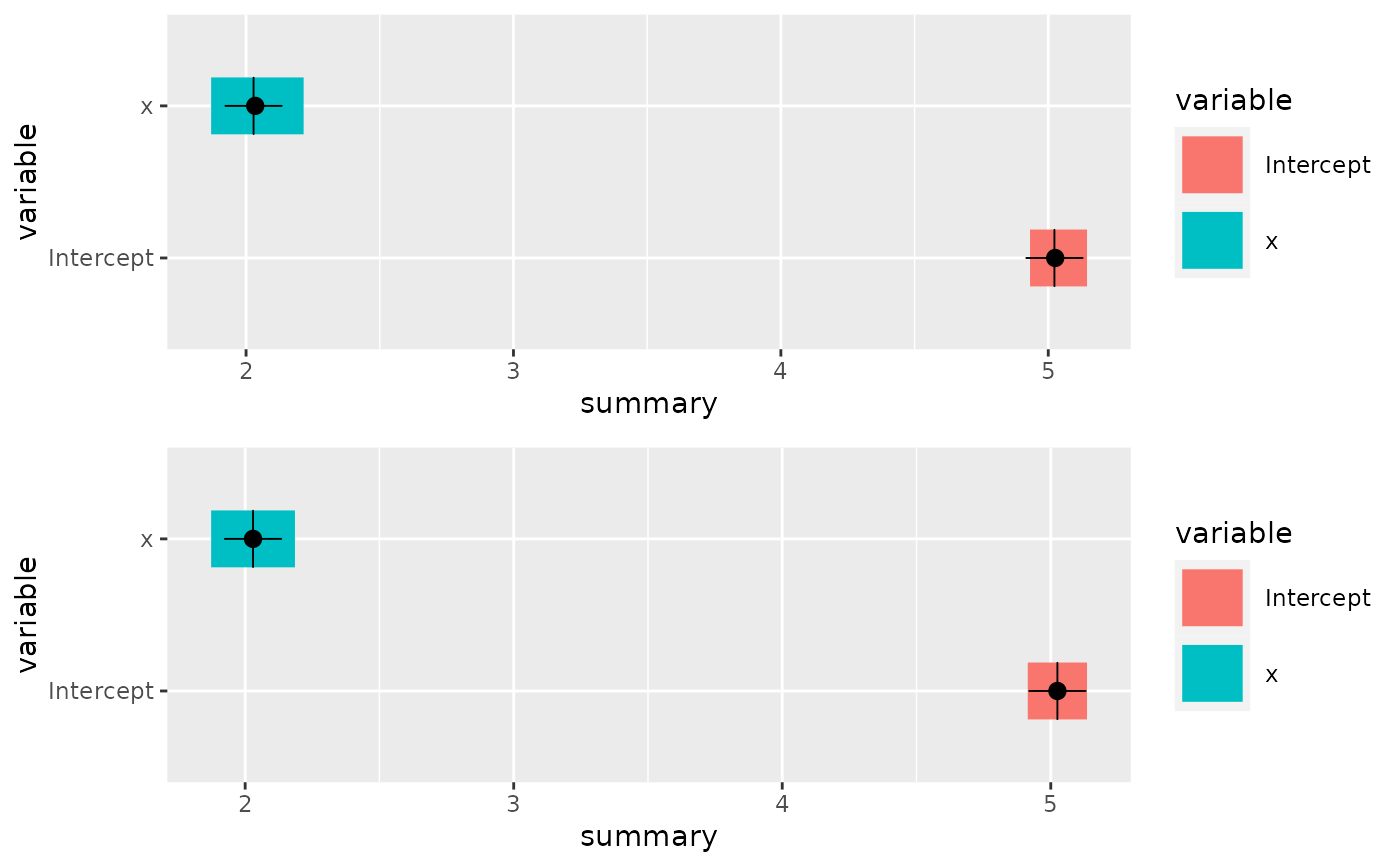 variable
x
Intercept
2 3 4 5
summary
variable
Intercept
x
variable
x
Intercept
2 3 4 5
summary
variable
Intercept
x